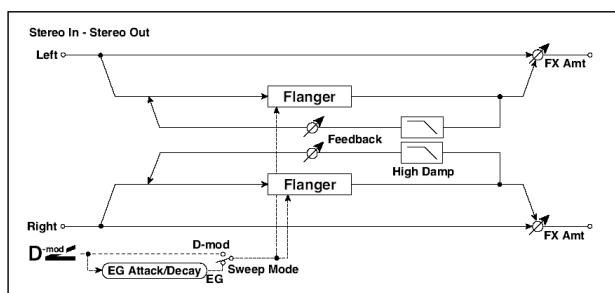 Stereo In - Stereo Out
Left
FX Amt
Flanger
Feedback
High Damp
Flanger
Right
FX Amt
D-mod
D-mod
EG Attack/Decay
EG
Sweep Mode